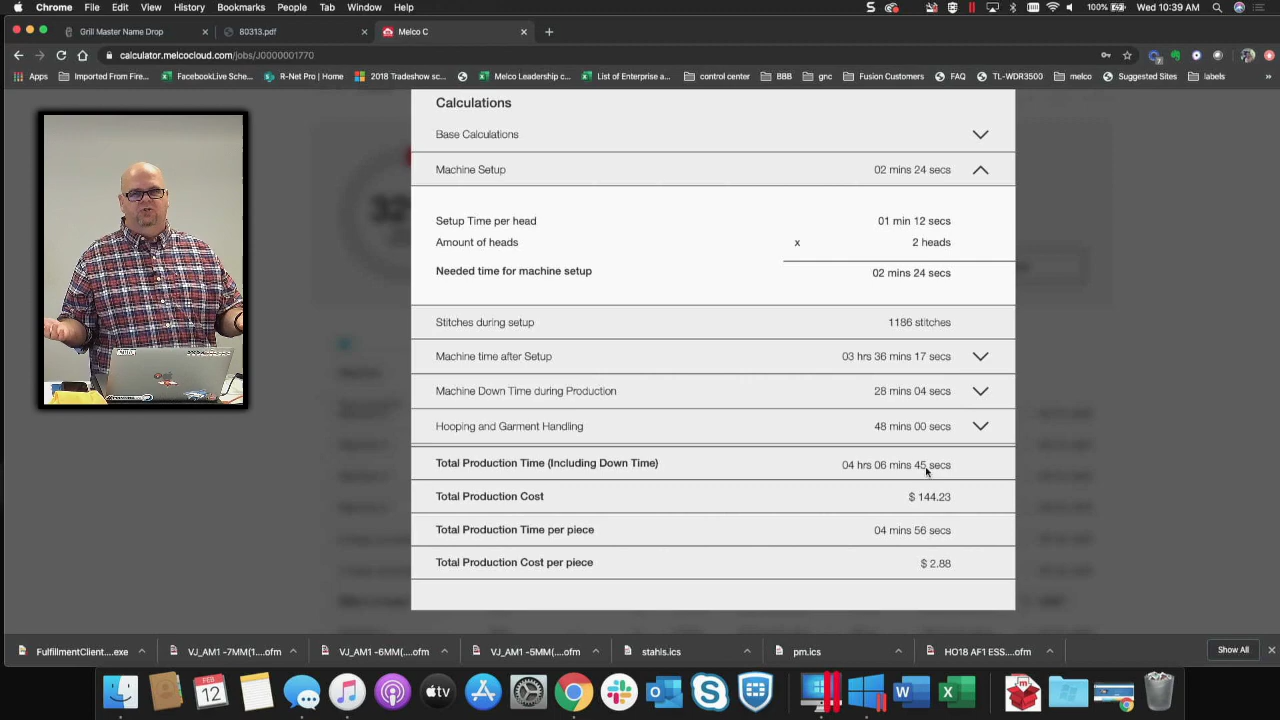 Chrome File Edit View History Bookmarks People Tab Window Help
100% Wed 10:39 AM
Grill Master Name Drop
80313.pdf
Melco C
calculator.melcocloud.com/jobs/J0000001770
Apps Imported From Fire... FacebookLive Sche... R-Net Pro | Home 2018 Tradeshow sc... Melco Leadership c... List of Enterprise a... control center BBB gnc Fusion Customers FAQ TL-WDR3500 melco Suggested Sites labels
Calculations
Base Calculations
Machine Setup 02 mins 24 secs
Setup Time per head 01 min 12 secs
Amount of heads x 2 heads
Needed time for machine setup 02 mins 24 secs
Stitches during setup 1186 stitches
Machine time after Setup 03 hrs 36 mins 17 secs
Machine Down Time during Production 28 mins 04 secs
Hooping and Garment Handling 48 mins 00 secs
Total Production Time (Including Down Time) 04 hrs 06 mins 45 secs
Total Production Cost $ 144.23
Total Production Time per piece 04 mins 56 secs
Total Production Cost per piece $ 2.88
FulfillmentClient....exe VJ_AM1 -7MM(1....ofm VJ_AM1 -6MM(....ofm VJ_AM1 -5MM(....ofm stahls.ics pm.ics HO18 AF1 ESS....ofm Show All
FEB
12
tv